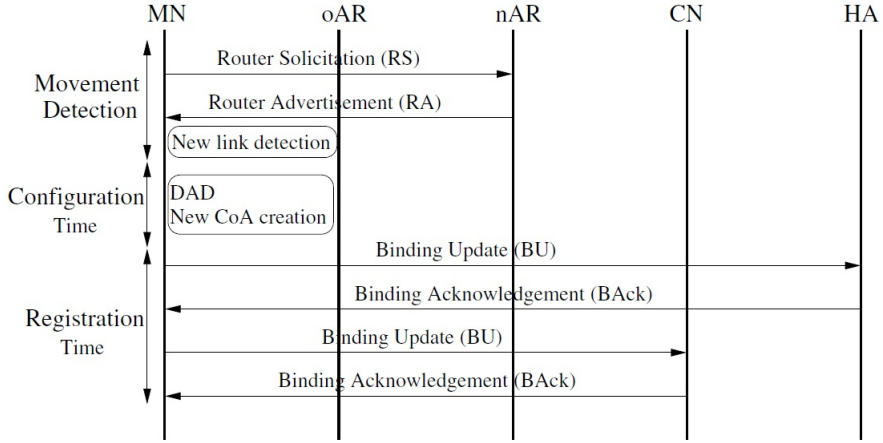 MN oAR nAR CN HA
Router Solicitation (RS)
Movement
Detection
Router Advertisement (RA)
New link detection
Configuration
Time
DAD
New CoA creation
Binding Update (BU)
Binding Acknowledgement (BAck)
Registration
Time
Binding Update (BU)
Binding Acknowledgement (BAck)